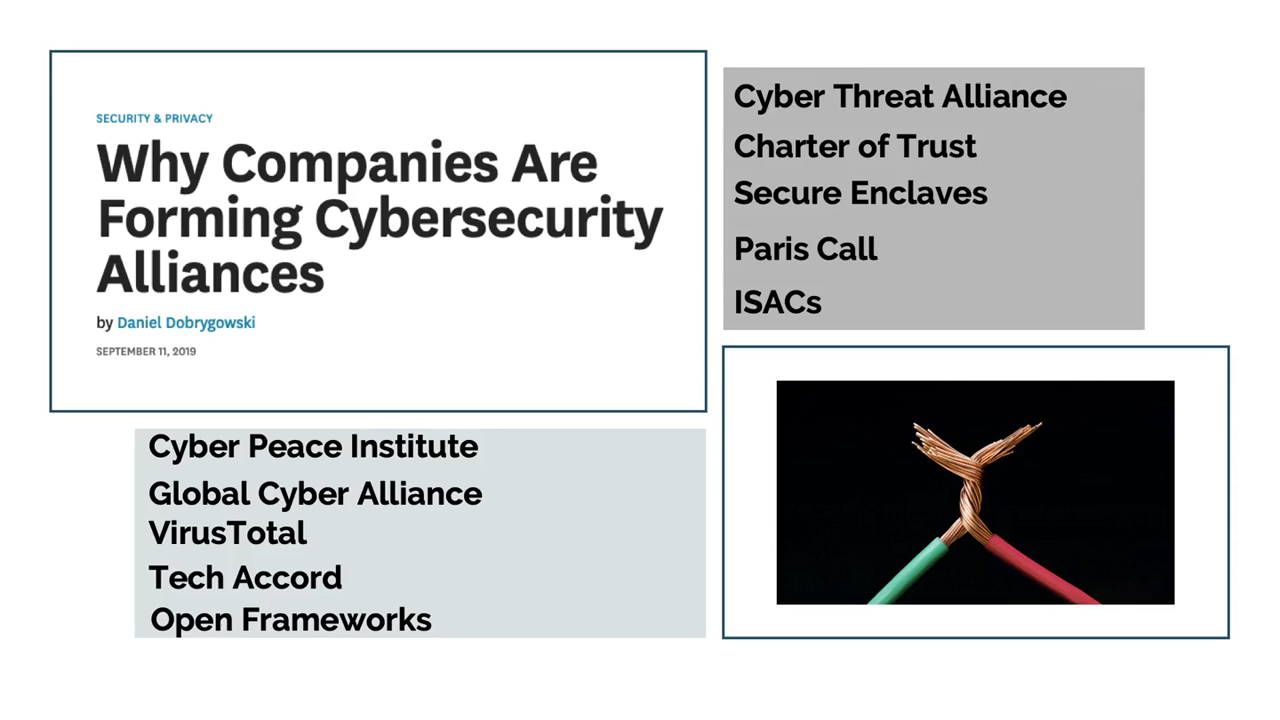 SECURITY & PRIVACY
Why Companies Are
Forming Cybersecurity
Alliances
by Daniel Dobrygowski
SEPTEMBER 11, 2019
Cyber Threat Alliance
Charter of Trust
Secure Enclaves
Paris Call
ISACs
Cyber Peace Institute
Global Cyber Alliance
VirusTotal
Tech Accord
Open Frameworks